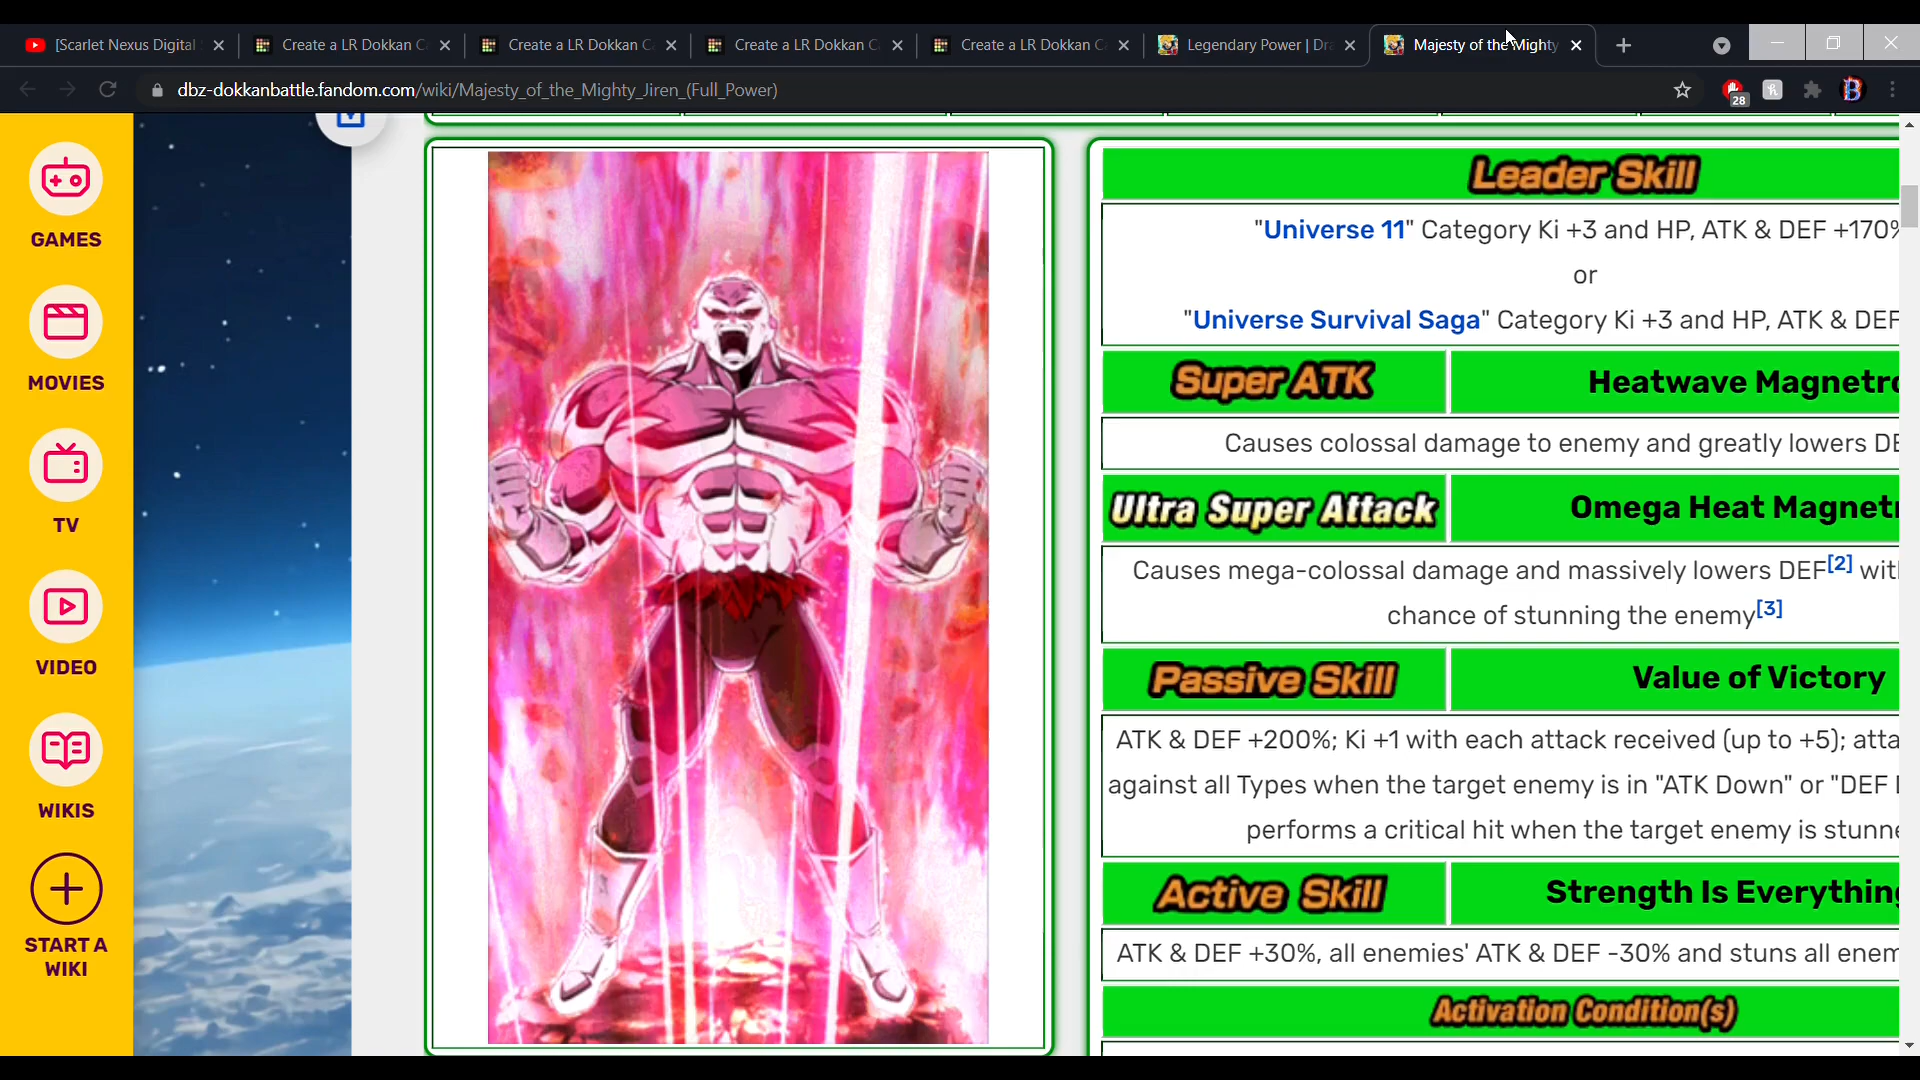 [Scarlet Nexus Digital
Create a LR Dokkan C
Create a LR Dokkan C
Create a LR Dokkan C
Create a LR Dokkan C
Legendary Power | Dra
Majesty of the Mighty
dbz-dokkanbattle.fandom.com/wiki/Majesty_of_the_Mighty_Jiren_(Full_Power)
28
GAMES
MOVIES
TV
VIDEO
WIKIS
START A
WIKI
Leader Skill
"Universe 11" Category Ki +3 and HP, ATK & DEF +170%
or
"Universe Survival Saga" Category Ki +3 and HP, ATK & DEF
Super ATK
Heatwave Magnetro
Causes colossal damage to enemy and greatly lowers DE
Ultra Super Attack
Omega Heat Magnet
Causes mega-colossal damage and massively lowers DEF[2] wit
chance of stunning the enemy[3]
Passive Skill
Value of Victory
ATK & DEF +200%; Ki +1 with each attack received (up to +5); atta
against all Types when the target enemy is in "ATK Down" or "DEF
performs a critical hit when the target enemy is stunne
Active Skill
Strength Is Everything
ATK & DEF +30%, all enemies' ATK & DEF -30% and stuns all enem
Activation Condition(s)